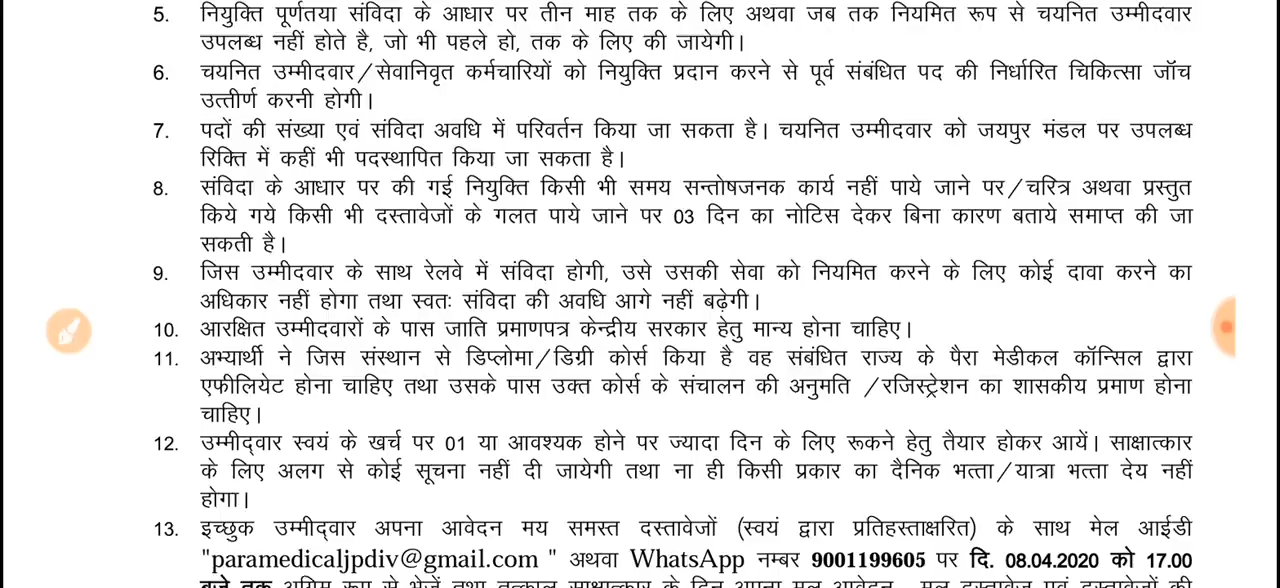 5. नियुक्ति पूर्णतया संविदा के आधार पर तीन माह तक के लिए अथवा जब तक नियमित रूप से चयनित उम्मीदवार
उपलब्ध नहीं होते है, जो भी पहले हो, तक के लिए की जायेगी।
6. चयनित उम्मीदवार/सेवानिवृत कर्मचारियों को नियुक्ति प्रदान करने से पूर्व संबंधित पद की निर्धारित चिकित्सा जॉच
उत्तीर्ण करनी होगी।
7. पदों की संख्या एवं संविदा अवधि में परिवर्तन किया जा सकता है। चयनित उम्मीदवार को जयपुर मंडल पर उपलब्ध
रिक्ति में कहीं भी पदस्थापित किया जा सकता है।
8. संविदा के आधार पर की गई नियुक्ति किसी भी समय सन्तोषजनक कार्य नहीं पाये जाने पर/चरित्र अथवा प्रस्तुत
किये गये किसी भी दस्तावेजों के गलत पाये जाने पर 03 दिन का नोटिस देकर बिना कारण बताये समाप्त की जा
सकती है।
9. जिस उम्मीदवार के साथ रेलवे में संविदा होगी, उसे उसकी सेवा को नियमित करने के लिए कोई दावा करने का
अधिकार नहीं होगा तथा स्वतः संविदा की अवधि आगे नहीं बढ़ेगी।
10. आरक्षित उम्मीदवारों के पास जाति प्रमाणपत्र केन्द्रीय सरकार हेतु मान्य होना चाहिए।
11. अभ्यार्थी ने जिस संस्थान से डिप्लोमा/डिग्री कोर्स किया है वह संबंधित राज्य के पैरा मेडीकल कॉन्सिल द्वारा
एफीलियेट होना चाहिए तथा उसके पास उक्त कोर्स के संचालन की अनुमति /रजिस्ट्रेशन का शासकीय प्रमाण होना
चाहिए।
12. उम्मीद्वार स्वयं के खर्च पर 01 या आवश्यक होने पर ज्यादा दिन के लिए रूकने हेतु तैयार होकर आयें। साक्षात्कार
के लिए अलग से कोई सूचना नहीं दी जायेगी तथा ना ही किसी प्रकार का दैनिक भत्ता/यात्रा भत्ता देय नहीं
होगा।
13. इच्छुक उम्मीद्वार अपना आवेदन मय समस्त दस्तावेजों (स्वयं द्वारा प्रतिहस्ताक्षरित) के साथ मेल आईडी
"paramedicaljpdiv@gmail.com " अथवा WhatsApp नम्बर 9001199605 पर दि. 08.04.2020 को 17.00
बजे तक अग्रिम रूप से भेजें तथा तत्काल साक्षात्कार के दिन अपना मूल आवेदन